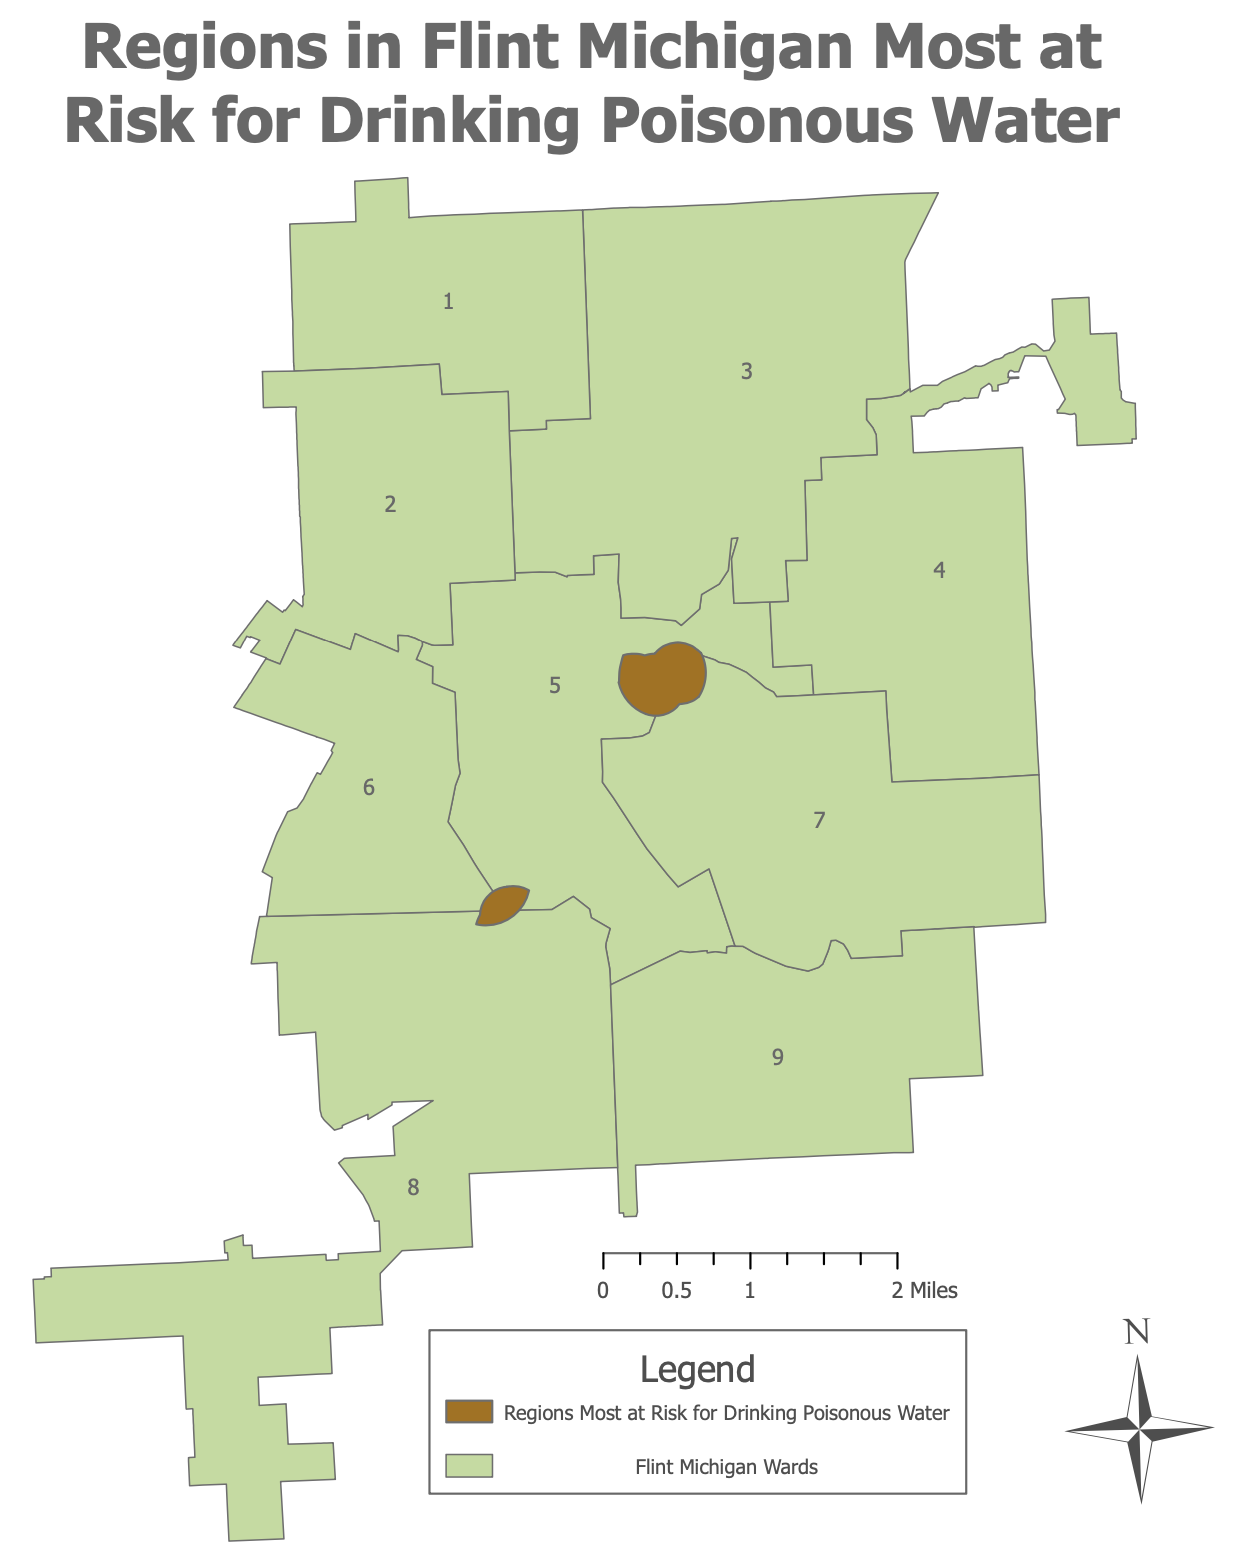 Regions in Flint Michigan Most at
Risk for Drinking Poisonous Water
1
3
2
4
5
6
7
9
8
0 0.5 1 2 Miles
N
Legend
Regions Most at Risk for Drinking Poisonous Water
Flint Michigan Wards